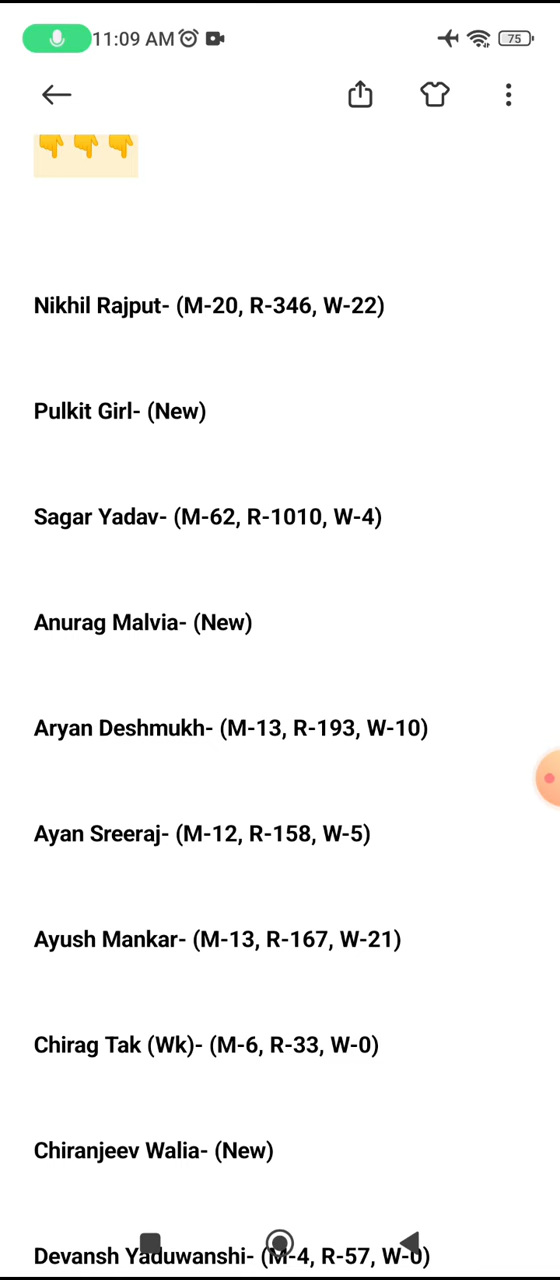 11:09 AM
75
Nikhil Rajput- (M-20, R-346, W-22)
Pulkit Girl- (New)
Sagar Yadav- (M-62, R-1010, W-4)
Anurag Malvia- (New)
Aryan Deshmukh- (M-13, R-193, W-10)
Ayan Sreeraj- (M-12, R-158, W-5)
Ayush Mankar- (M-13, R-167, W-21)
Chirag Tak (Wk)- (M-6, R-33, W-0)
Chiranjeev Walia- (New)
Devansh Yaduwanshi- (M-4, R-57, W-0)